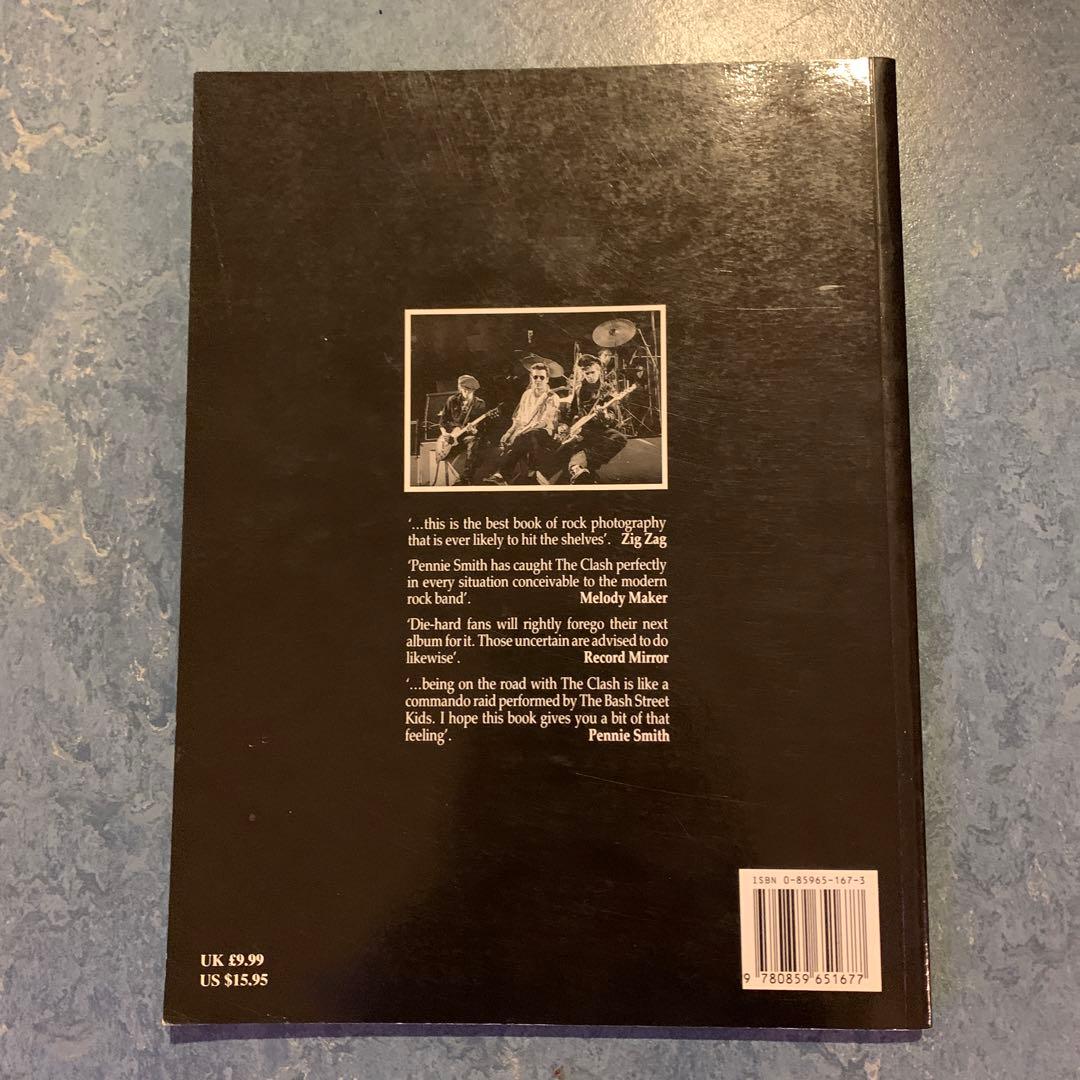 ‘...this is the best book of rock photography
that is ever likely to hit the shelves’. Zig Zag
‘Pennie Smith has caught The Clash perfectly
in every situation conceivable to the modern
rock band’. Melody Maker
‘Die-hard fans will rightly forego their next
album for it. Those uncertain are advised to do
likewise’. Record Mirror
‘...being on the road with The Clash is like a
commando raid performed by The Bash Street
Kids. I hope this book gives you a bit of that
feeling’. Pennie Smith
ISBN 0-85965-167-3
9 780859 651677
UK £9.99
US $15.95